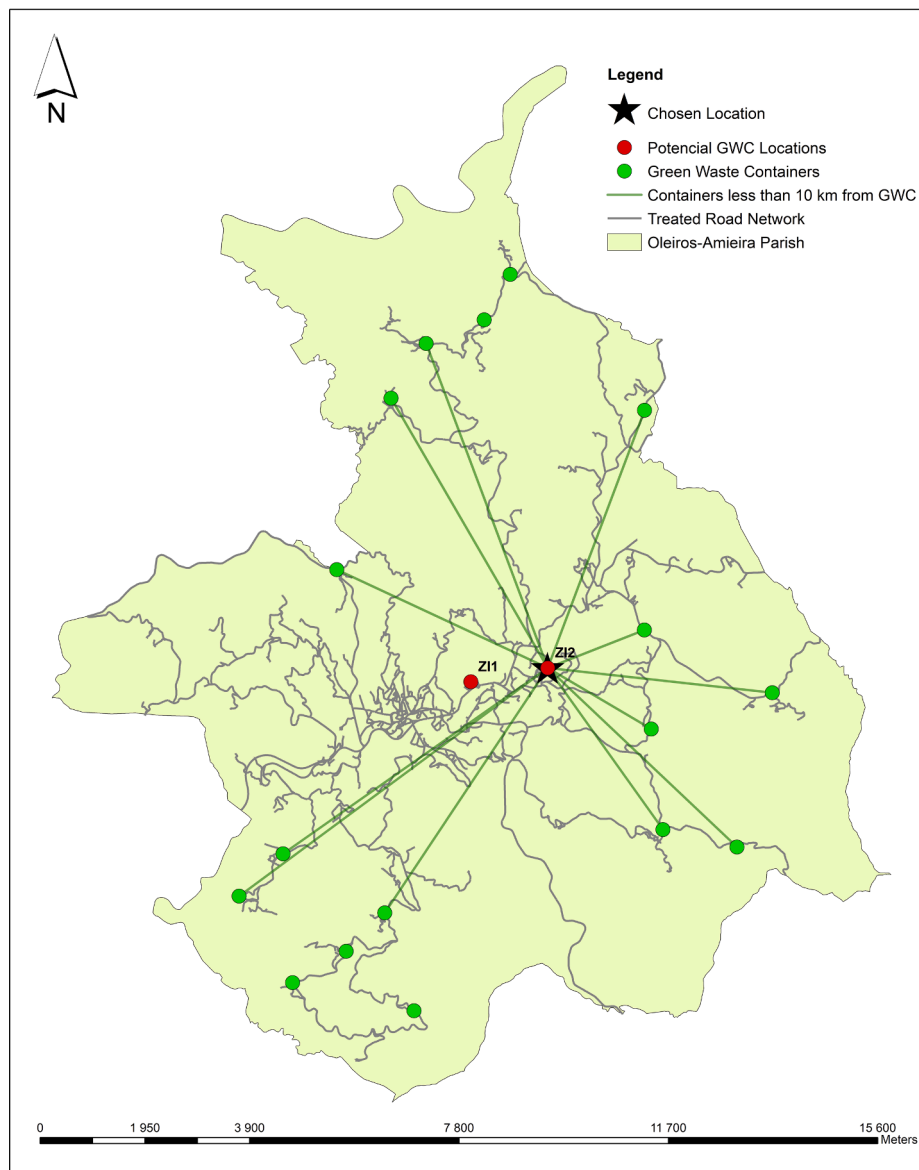 N
Legend
Chosen Location
Potencial GWC Locations
Green Waste Containers
Containers less than 10 km from GWC
Treated Road Network
Oleiros-Amieira Parish
ZI1
ZI2
0 1 950 3 900 7 800 11 700 15 600
Meters